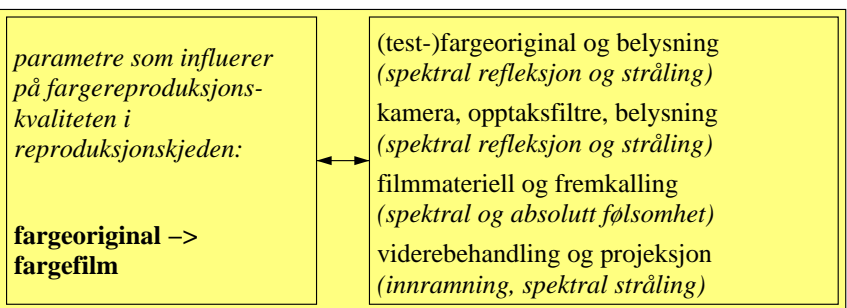 parametre som influerer
på fargereproduksjons-
kvaliteten i
reproduksjonskjeden:
fargeoriginal –>
fargefilm
(test-)fargeoriginal og belysning
(spektral refleksjon og stråling)
kamera, opptaksfiltre, belysning
(spektral refleksjon og stråling)
filmmateriell og fremkalling
(spektral og absolutt følsomhet)
viderebehandling og projeksjon
(innramning, spektral stråling)